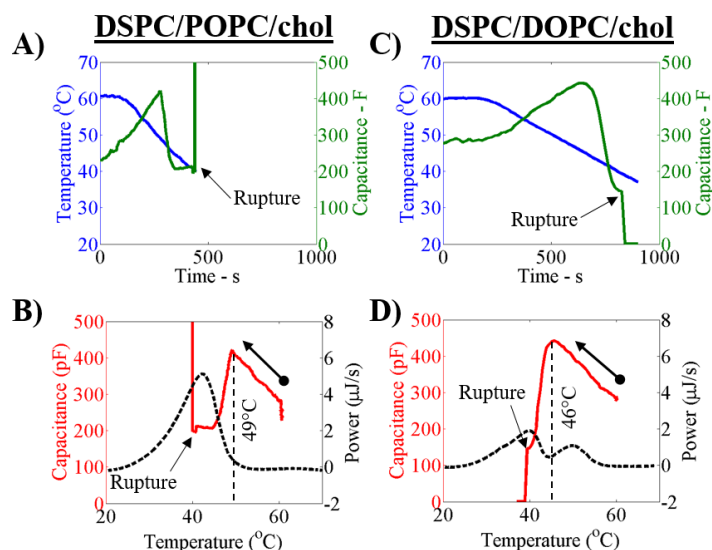 DSPC/POPC/chol
DSPC/DOPC/chol
A)
Temperature (°C)
60
50
40
30
20
500
400
300
200
100
0
Capacitance - F
Rupture
0
500
1000
Time - s
C)
Temperature (°C)
70
60
50
40
30
20
500
400
300
200
100
0
Capacitance - F
Rupture
0
500
1000
Time - s
B)
Capacitance (pF)
500
400
300
200
100
0
8
6
4
2
0
-2
Power (µJ/s)
49°C
Rupture
20
40
60
Temperature (°C)
D)
Capacitance (pF)
500
400
300
200
100
0
8
6
4
2
0
-2
Power (µJ/s)
46°C
Rupture
20
40
60
Temperature (°C)